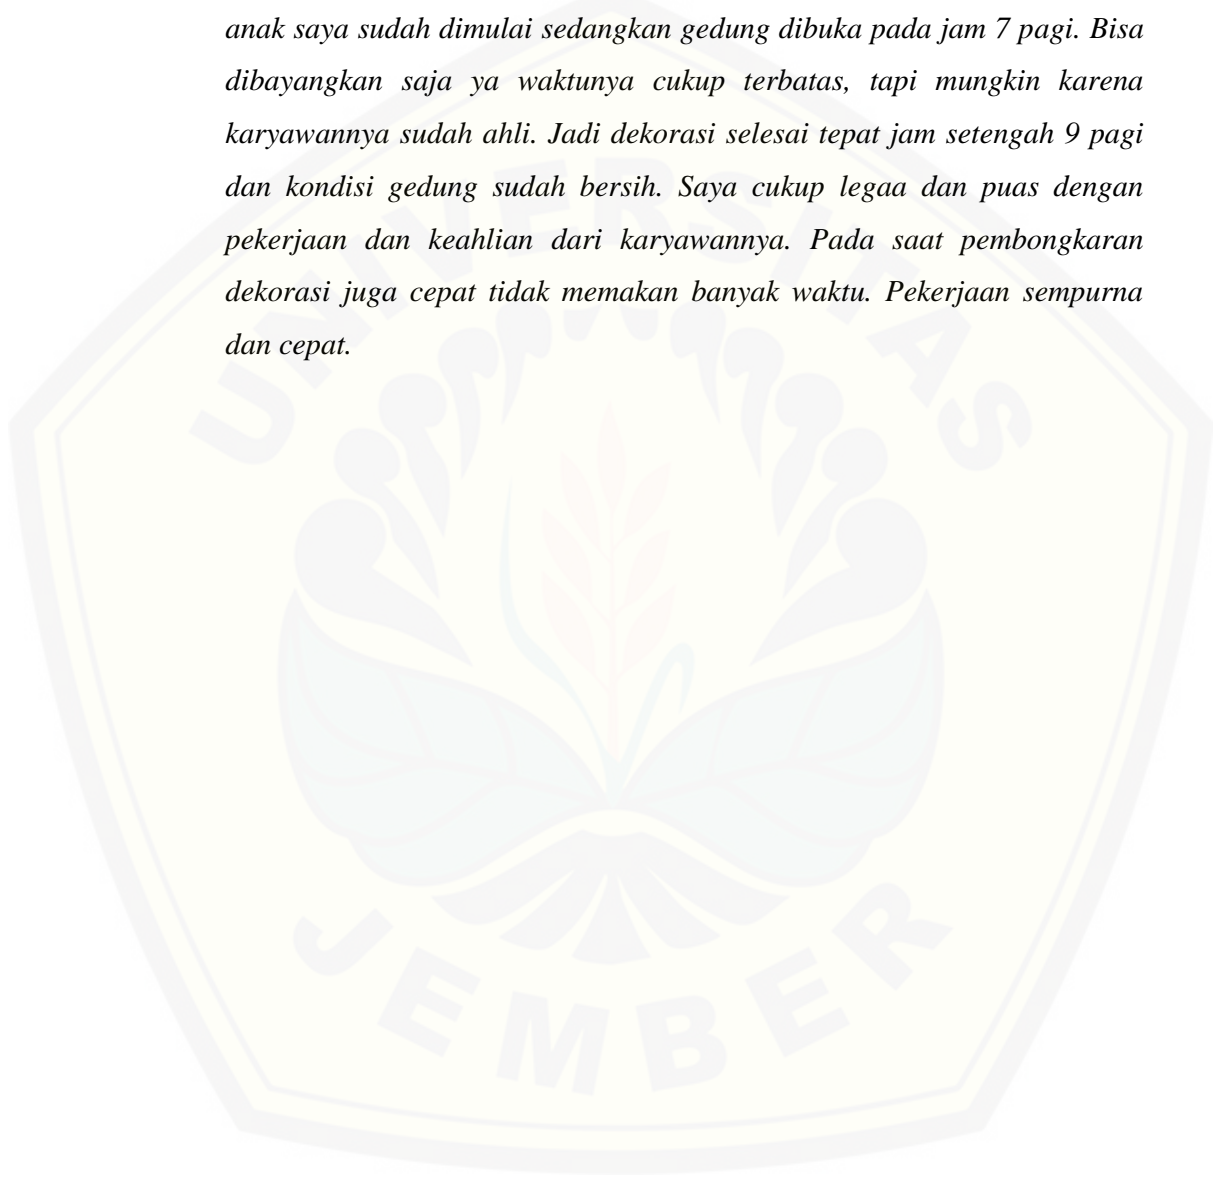 anak saya sudah dimulai sedangkan gedung dibuka pada jam 7 pagi. Bisa
dibayangkan saja ya waktunya cukup terbatas, tapi mungkin karena
karyawannya sudah ahli. Jadi dekorasi selesai tepat jam setengah 9 pagi
dan kondisi gedung sudah bersih. Saya cukup legaa dan puas dengan
pekerjaan dan keahlian dari karyawannya. Pada saat pembongkaran
dekorasi juga cepat tidak memakan banyak waktu. Pekerjaan sempurna
dan cepat.
UNIVERSITAS
JEMBER